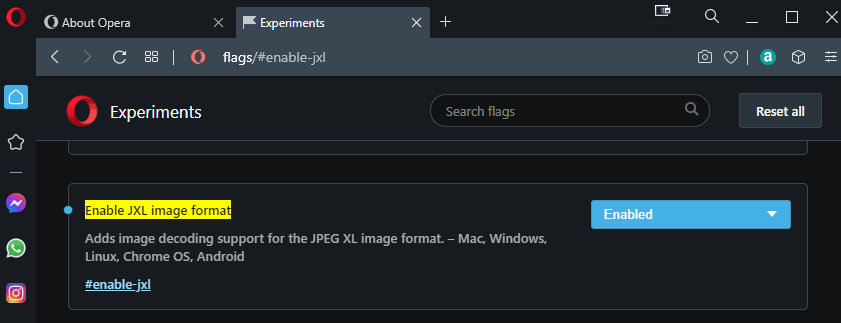 About Opera
Experiments
flags/#enable-jxl
a
Experiments
Search flags
Reset all
Enable JXL image format
Enabled
Adds image decoding support for the JPEG XL image format. – Mac, Windows,
Linux, Chrome OS, Android
#enable-jxl